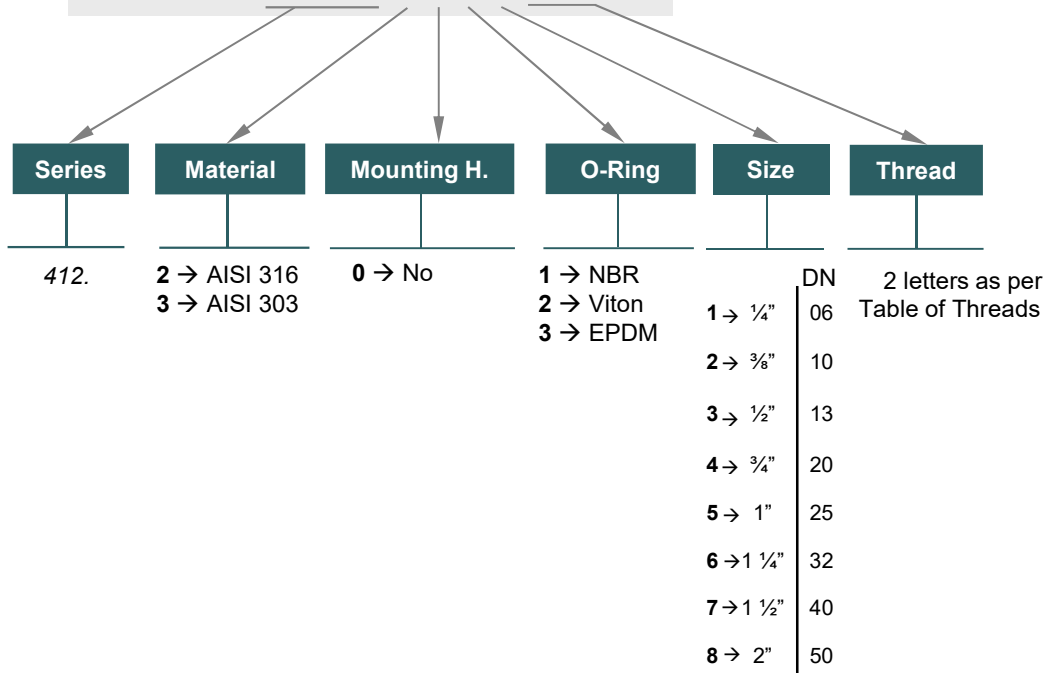 Series
Material
Mounting H.
O-Ring
Size
Thread
412.
2 → AISI 316
3 → AISI 303
0 → No
1 → NBR
2 → Viton
3 → EPDM
DN
1 → ¼” 06
2 → ⅜” 10
3 → ½” 13
4 → ¾” 20
5 → 1” 25
6 → 1 ¼” 32
7 → 1 ½” 40
8 → 2” 50
2 letters as per
Table of Threads